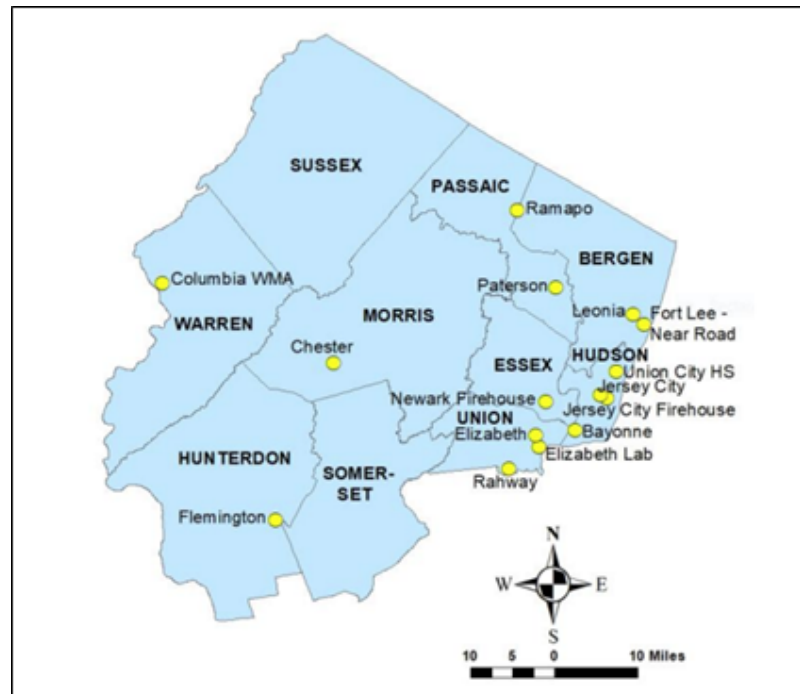 SUSSEX
PASSAIC
Ramapo
BERGEN
Columbia WMA
Paterson
WARREN
MORRIS
Leonia
Fort Lee -
Near Road
Chester
ESSEX
HUDSON
Union City HS
Jersey City
Newark Firehouse
Jersey City Firehouse
UNION
Bayonne
Elizabeth
Elizabeth Lab
HUNTERDON
SOMER-
SET
Rahway
Flemington
N
W
E
S
10 5 0 10 Miles